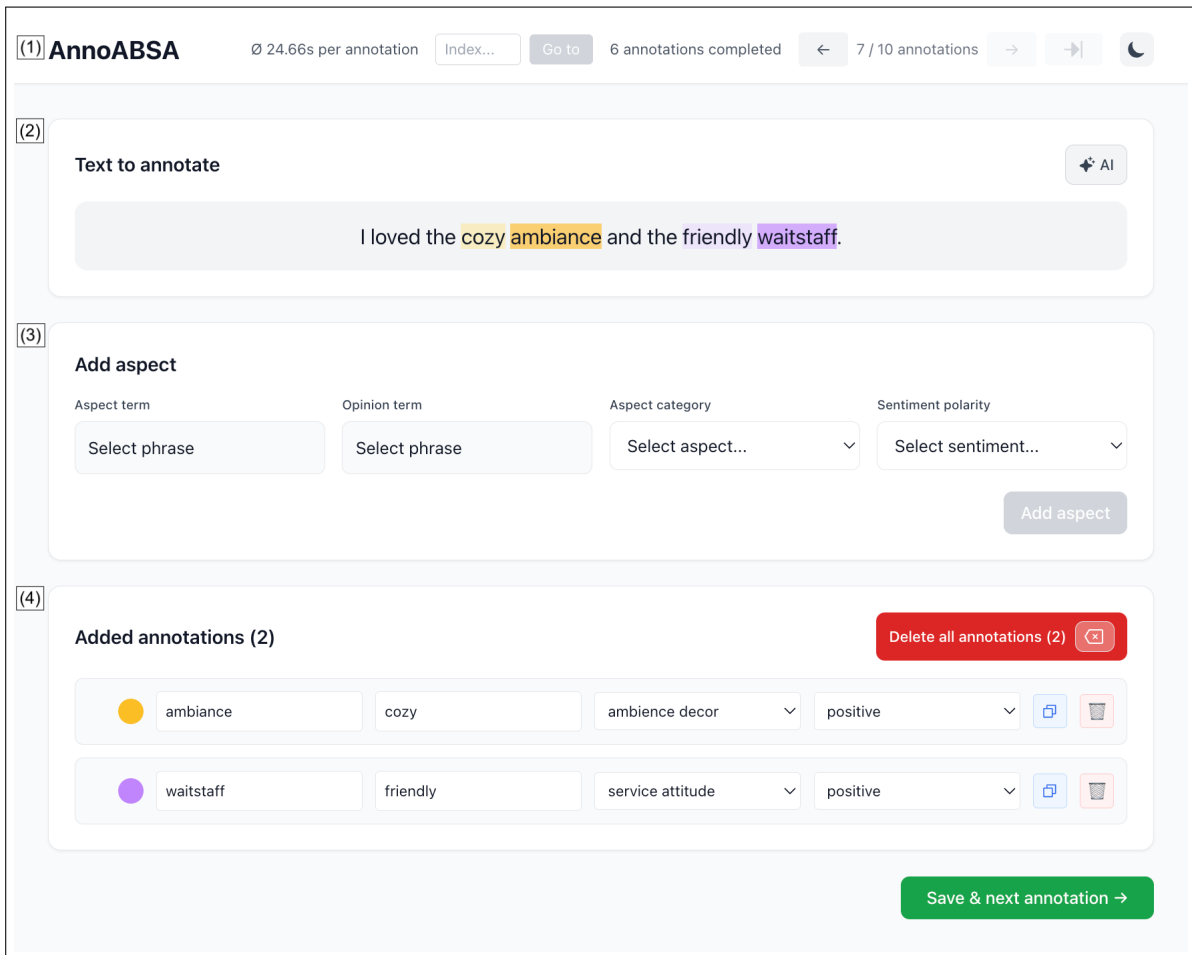 (1) AnnoABSA Ø 24.66s per annotation Index... Go to 6 annotations completed ← 7 / 10 annotations → →|
(2)
Text to annotate AI
I loved the cozy ambiance and the friendly waitstaff.
(3)
Add aspect
Aspect term Opinion term Aspect category Sentiment polarity
Select phrase Select phrase Select aspect... Select sentiment...
Add aspect
(4)
Added annotations (2) Delete all annotations (2)
ambiance cozy ambience decor positive
waitstaff friendly service attitude positive
Save & next annotation →